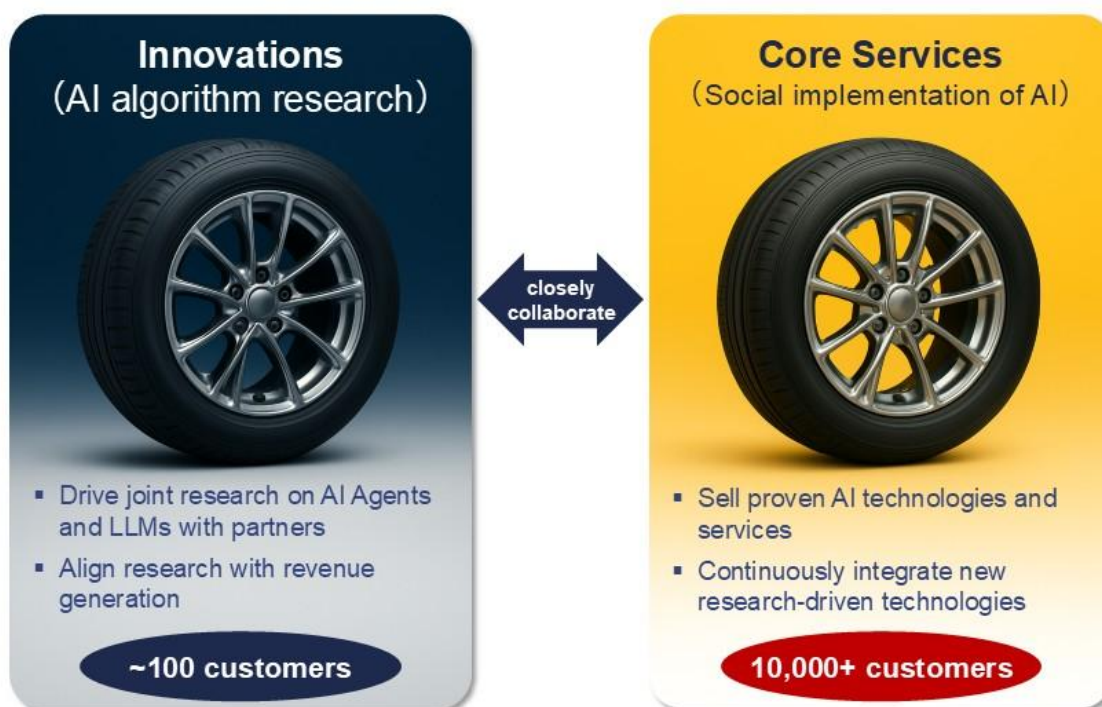 Innovations
（AI algorithm research）
▪ Drive joint research on AI Agents
and LLMs with partners
▪ Align research with revenue
generation
~100 customers
closely
collaborate
Core Services
（Social implementation of AI）
▪ Sell proven AI technologies and
services
▪ Continuously integrate new
research-driven technologies
10,000+ customers